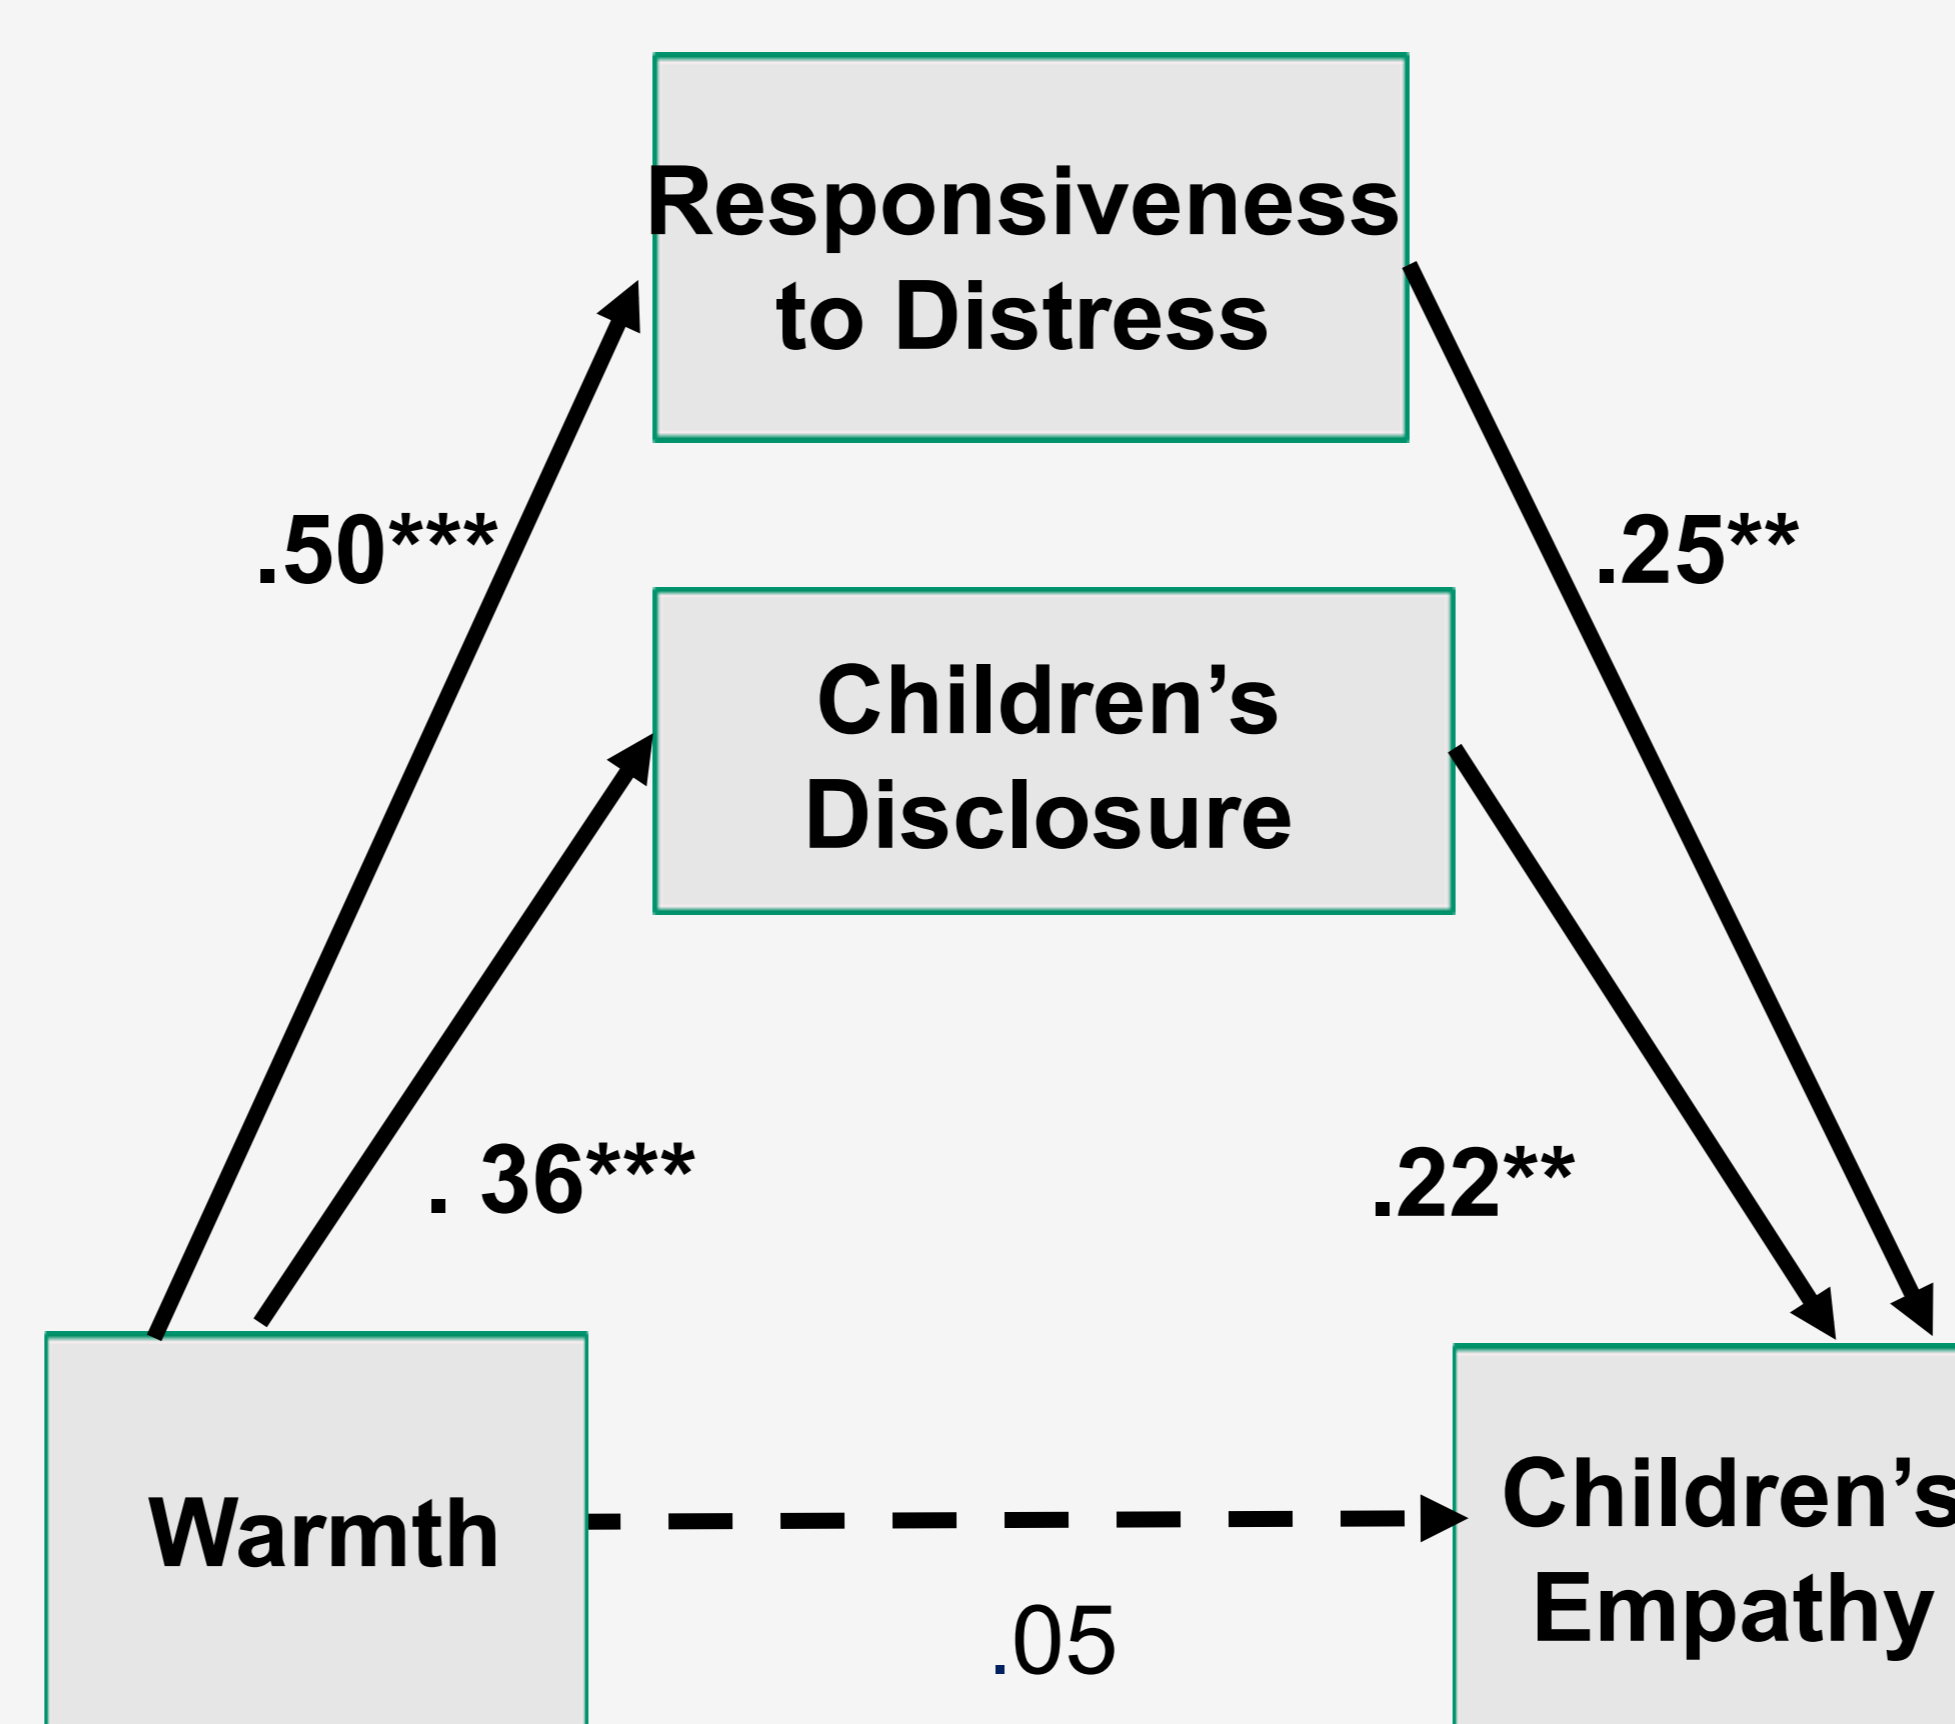 Responsiveness
to Distress
.50***
.25**
Children’s
Disclosure
. 36***
.22**
Warmth
Children’s
Empathy
.05